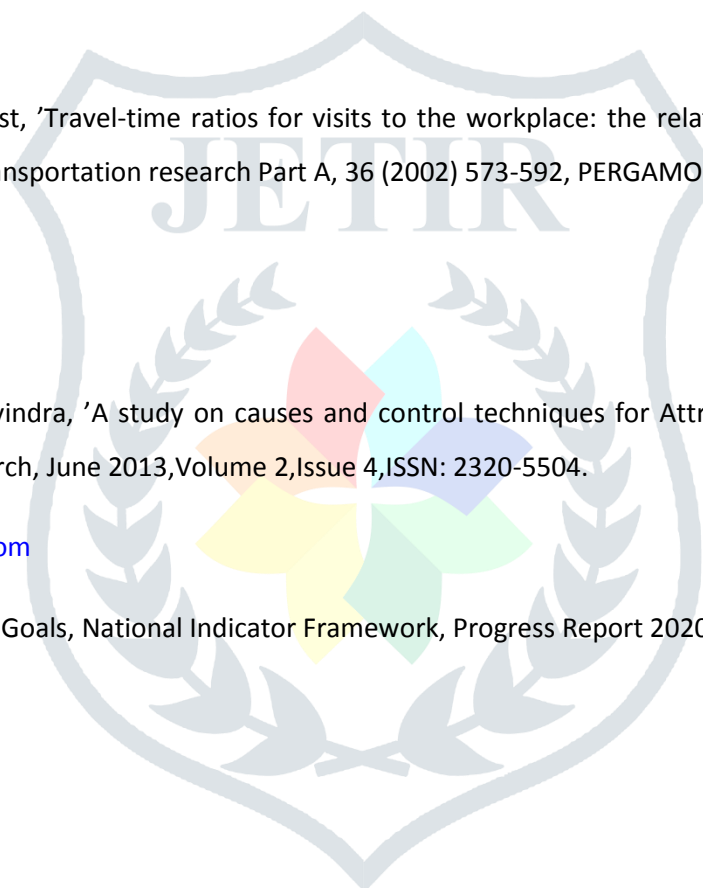 st, ’Travel-time ratios for visits to the workplace: the rela
nsportation research Part A, 36 (2002) 573-592, PERGAMO
JETIR
vindra, ’A study on causes and control techniques for Attr
rch, June 2013,Volume 2,Issue 4,ISSN: 2320-5504.
om
Goals, National Indicator Framework, Progress Report 2020